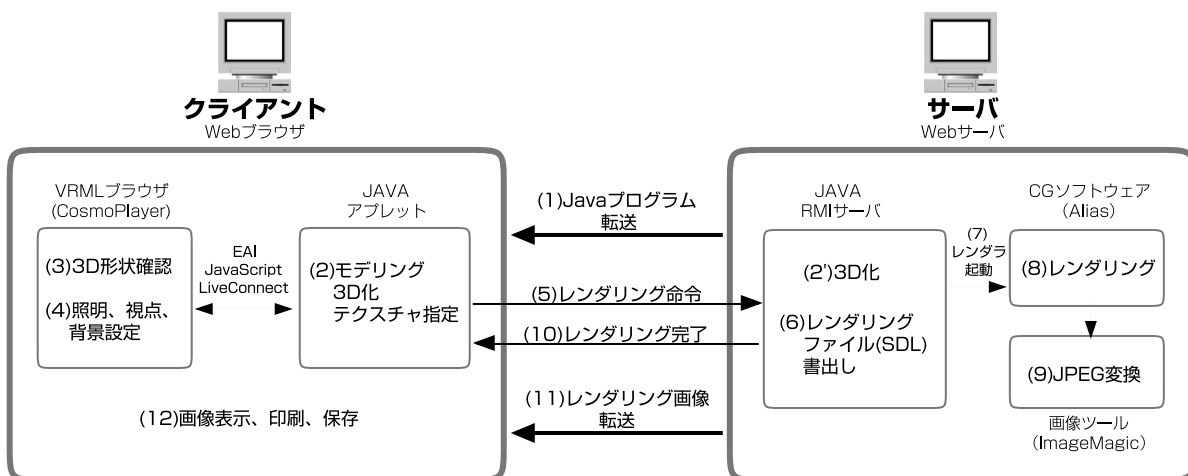 クライアント
Webブラウザ
サーバ
Webサーバ
VRMLブラウザ
(CosmoPlayer)
(3)3D形状確認
(4)照明、視点、
背景設定
EAI
JavaScript
LiveConnect
JAVA
アプレット
(2)モデリング
3D化
テクスチャ指定
(12)画像表示、印刷、保存
(1)Javaプログラム
転送
(5)レンダリング命令
(10)レンダリング完了
(11)レンダリング画像
転送
JAVA
RMIサーバ
(2')3D化
(6)レンダリング
ファイル(SDL)
書出し
(7)
レンダラ
起動
CGソフトウェア
(Alias)
(8)レンダリング
(9)JPEG変換
画像ツール
(ImageMagic)